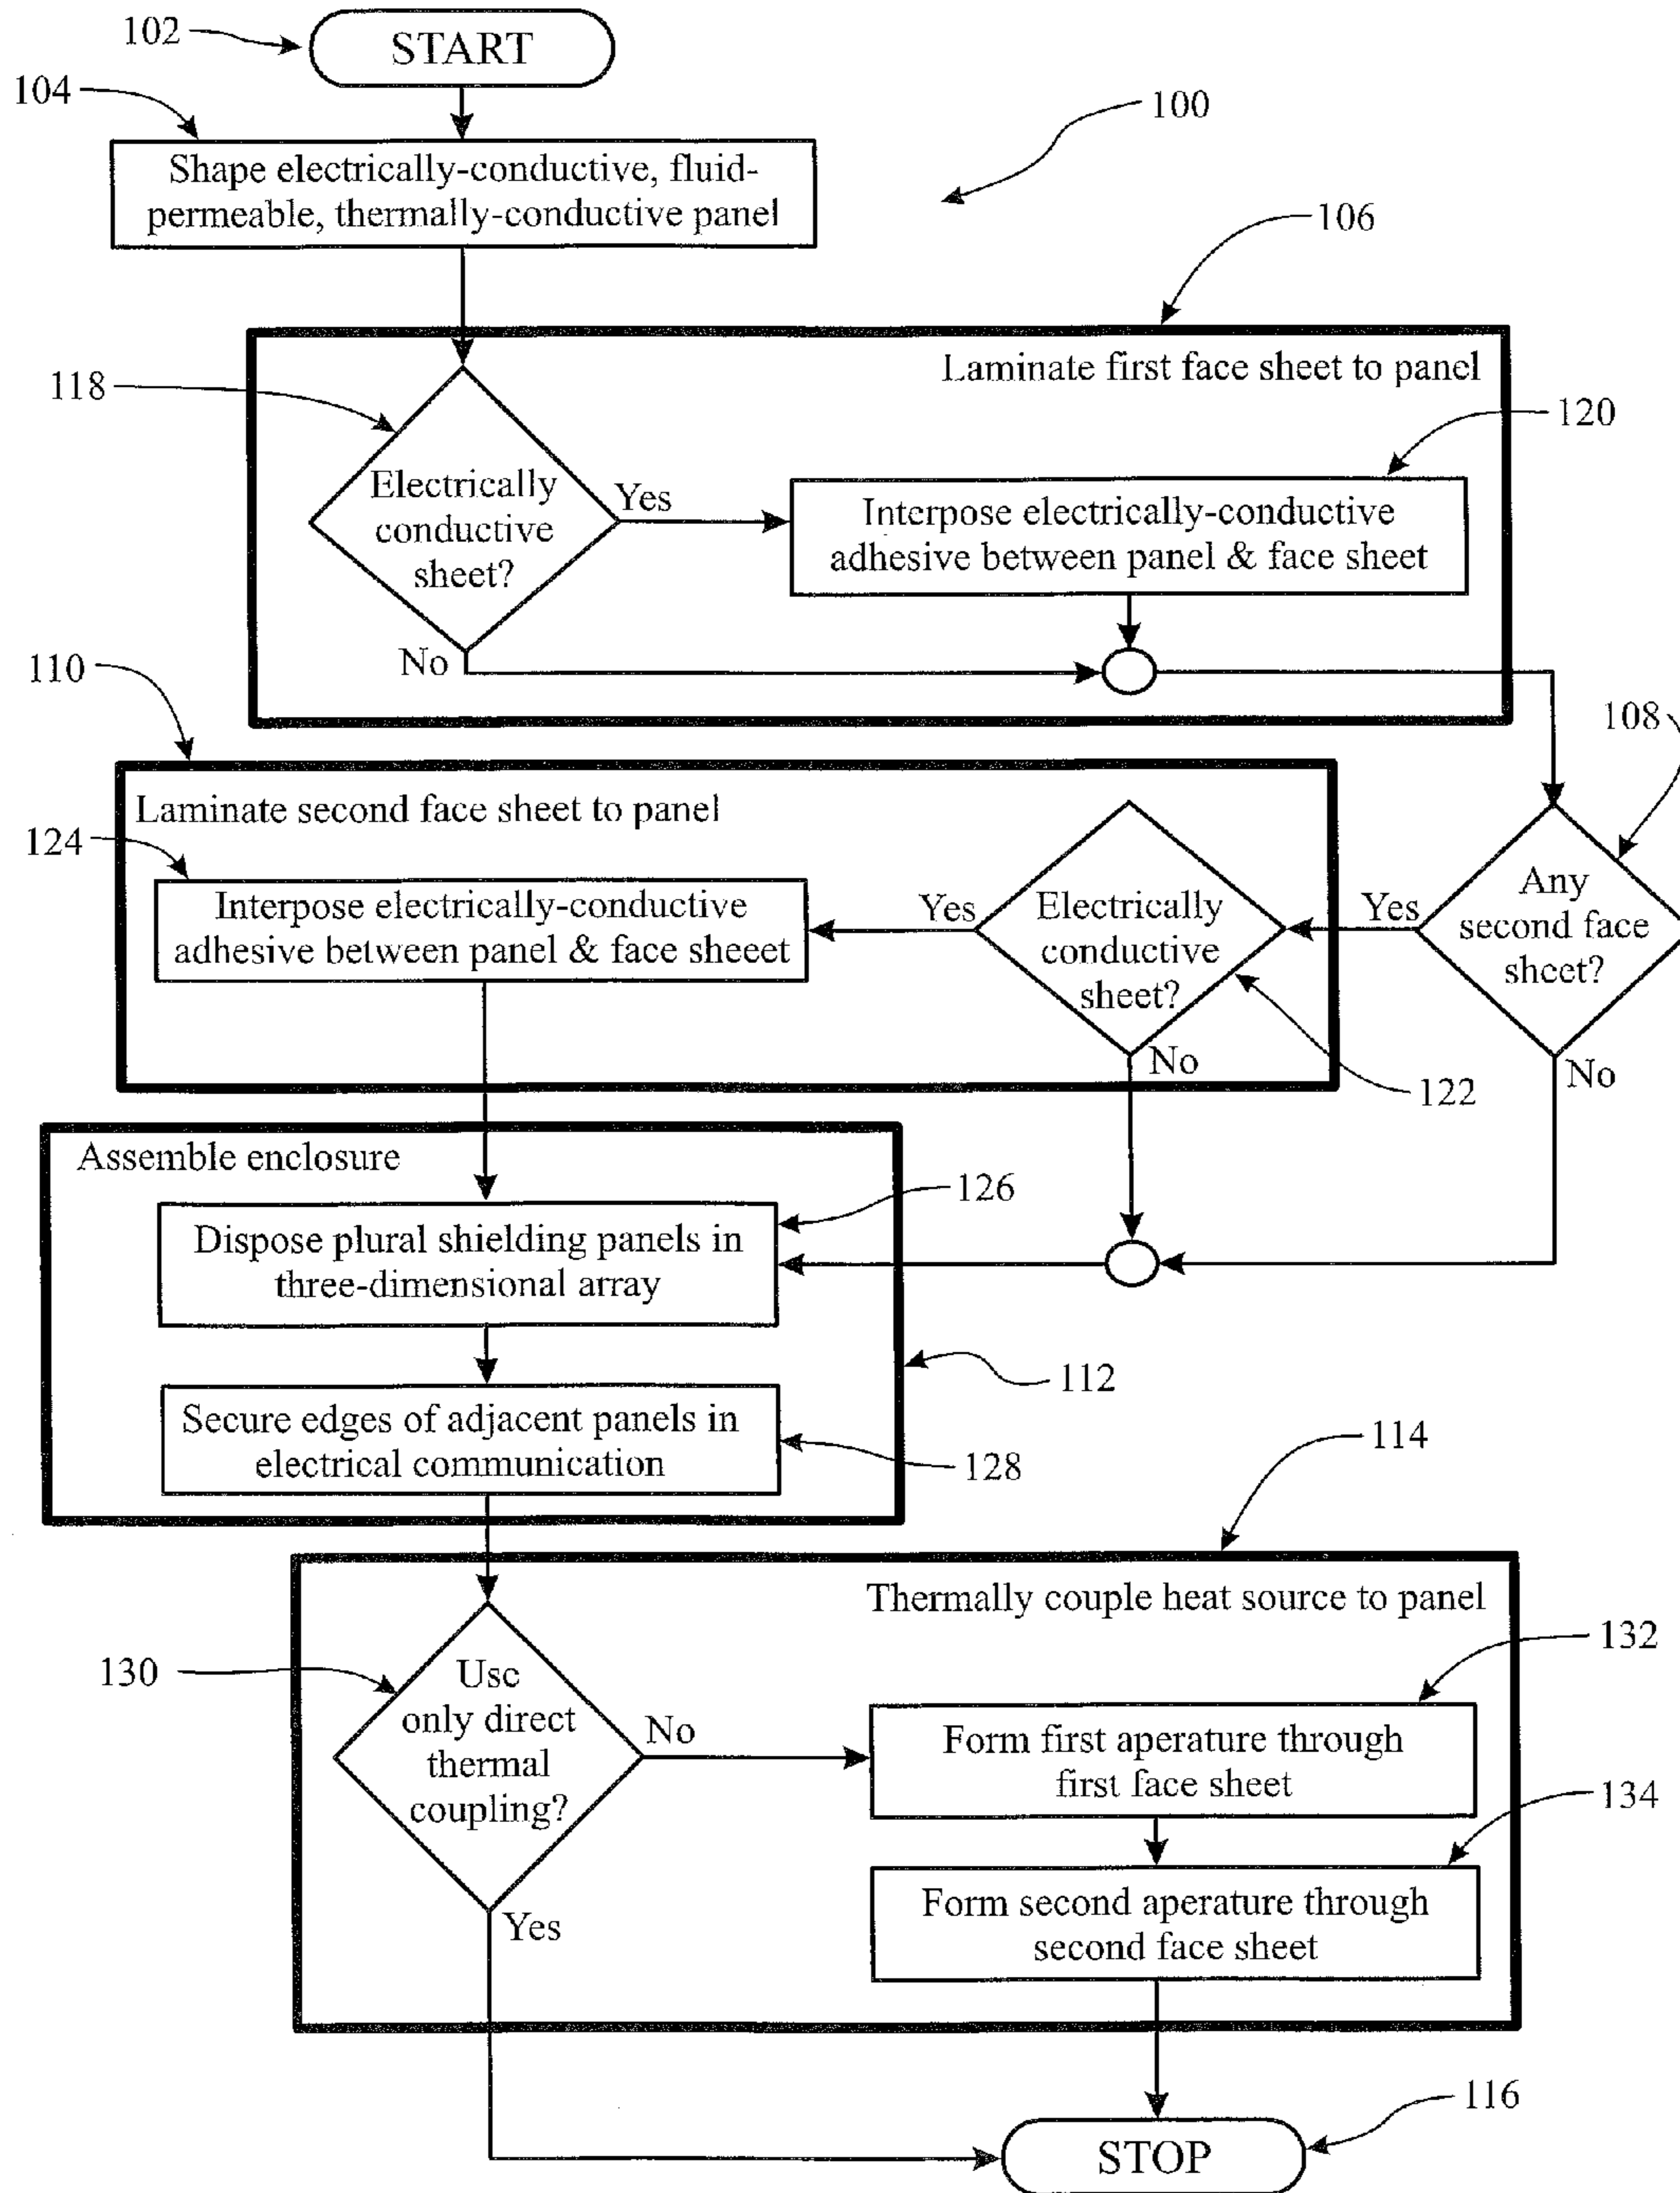 102
START
104
100
Shape electrically-conductive, fluid-
permeable, thermally-conductive panel
106
Laminate first face sheet to panel
118
120
Electrically
conductive
sheet?
Yes
Interpose electrically-conductive
adhesive between panel & face sheet
No
110
108
Laminate second face sheet to panel
124
Interpose electrically-conductive
adhesive between panel & face sheeet
Yes
Electrically
conductive
sheet?
Yes
Any
second face
sheet?
No
122
No
Assemble enclosure
126
Dispose plural shielding panels in
three-dimensional array
112
Secure edges of adjacent panels in
electrical communication
128
114
Thermally couple heat source to panel
130
132
Use
only direct
thermal
coupling?
No
Form first aperature through
first face sheet
134
Form second aperature through
second face sheet
Yes
116
STOP